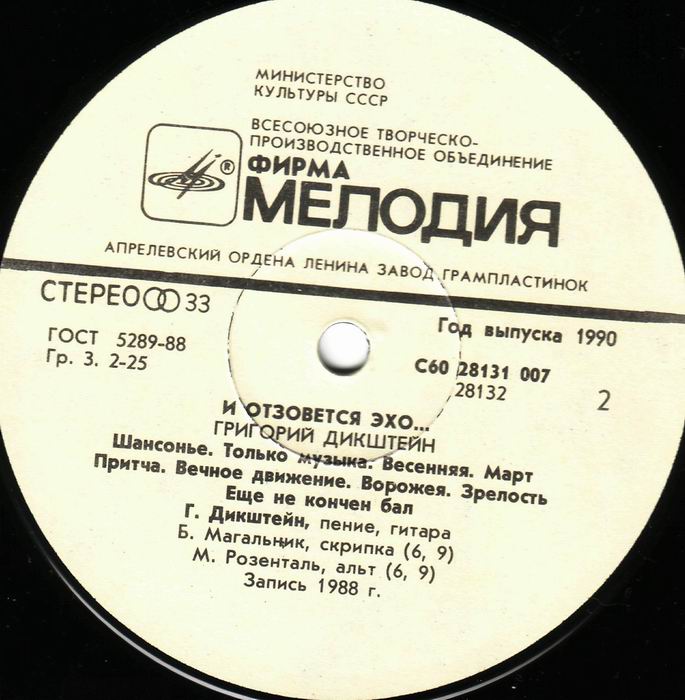 МИНИСТЕРСТВО
КУЛЬТУРЫ СССР
ВСЕСОЮЗНОЕ ТВОРЧЕСКО-
ПРОИЗВОДСТВЕННОЕ ОБЪЕДИНЕНИЕ
ФИРМА
®
МЕЛОДИЯ
АПРЕЛЕВСКИЙ ОРДЕНА ЛЕНИНА ЗАВОД ГРАМПЛАСТИНОК
СТЕРЕО 33
Год выпуска 1990
ГОСТ 5289-88
Гр. 3. 2-25
С60 28131 007
28132
2
И ОТЗОВЕТСЯ ЭХО...
ГРИГОРИЙ ДИКШТЕЙН
Шансонье. Только музыка. Весенняя. Март
Притча. Вечное движение. Ворожея. Зрелость
Еще не кончен бал
Г. Дикштейн, пение, гитара
Б. Магальник, скрипка (6, 9)
М. Розенталь, альт (6, 9)
Запись 1988 г.